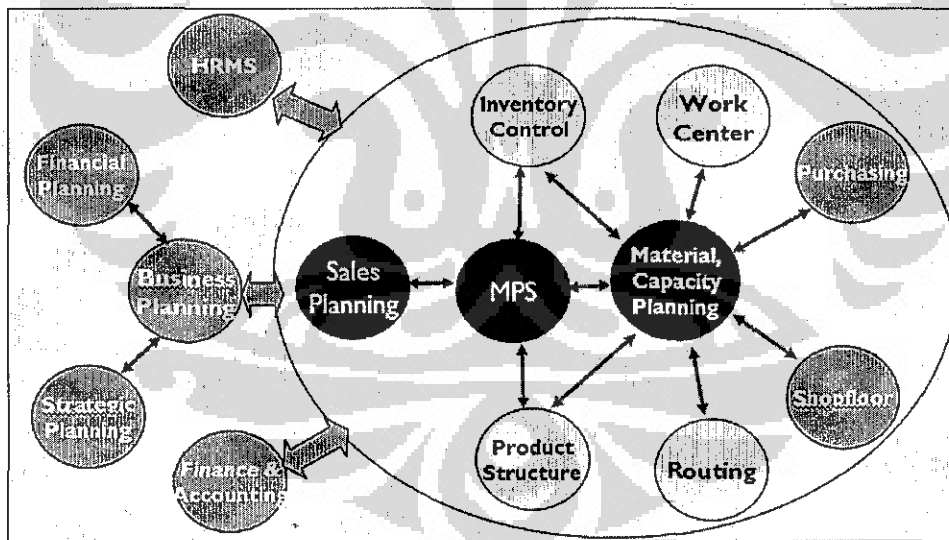 HRMS
Inventory
Control
Work
Center
Financial
Planning
Purchasing
Business
Planning
Sales
Planning
MPS
Material,
Capacity
Planning
Strategic
Planning
Shopfloor
Finance &
Accounting
Product
Structure
Routing